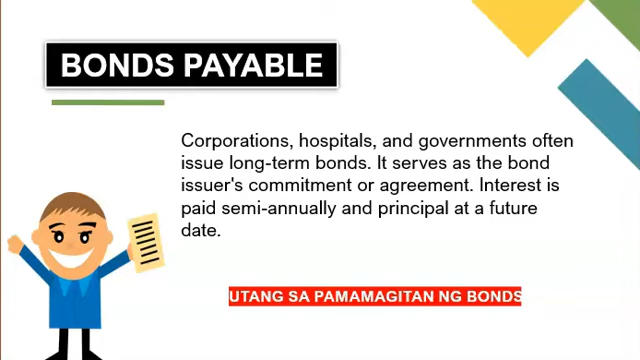 BONDS PAYABLE
Corporations, hospitals, and governments often
issue long-term bonds. It serves as the bond
issuer's commitment or agreement. Interest is
paid semi-annually and principal at a future
date.
UTANG SA PAMAMAGITAN NG BONDS